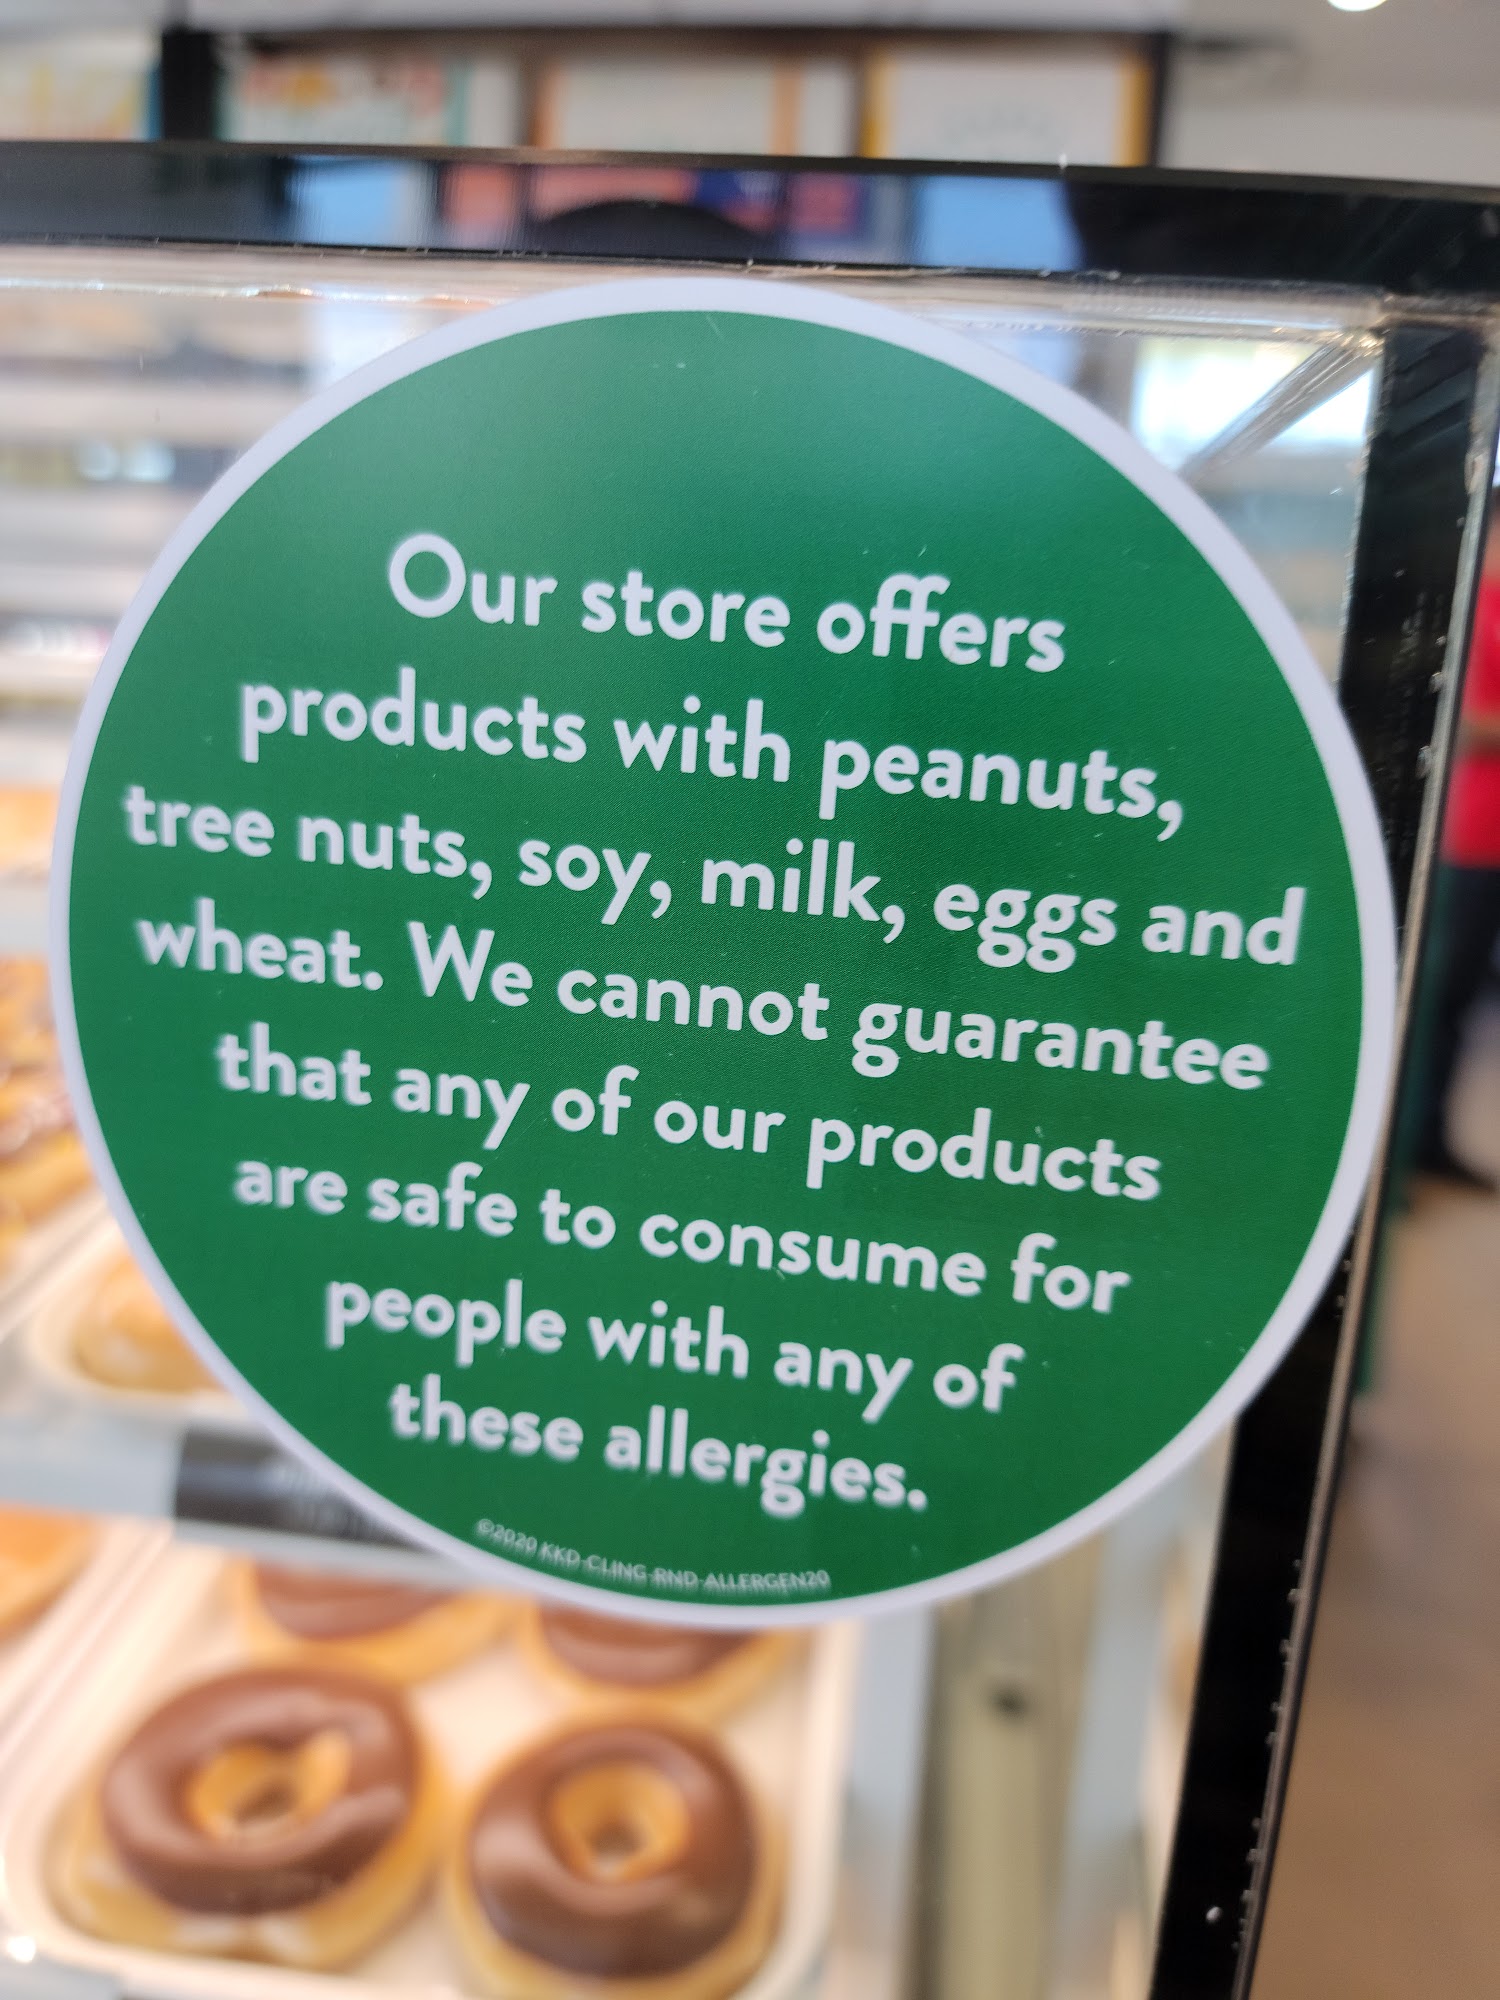 Our store offers
products with peanuts,
tree nuts, soy, milk, eggs and
wheat. We cannot guarantee
that any of our products
are safe to consume for
people with any of
these allergies.
©2020 KKD-CLING-RND-ALLERGEN20